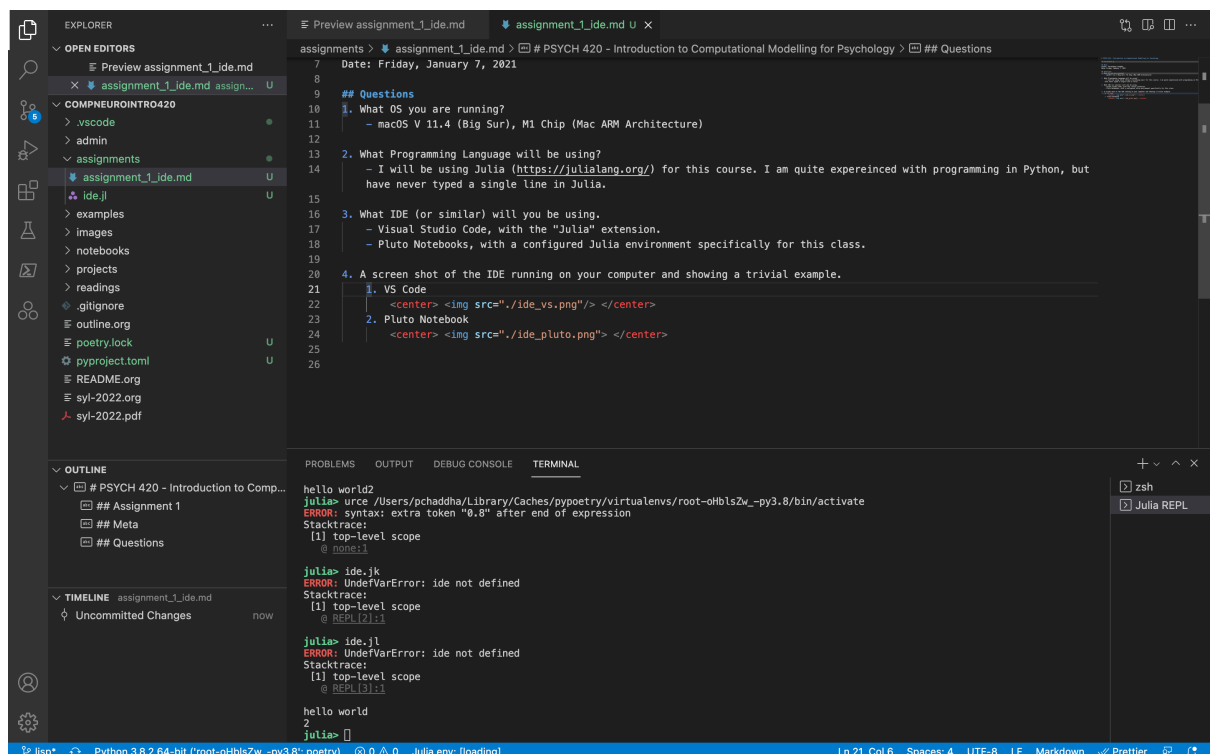 EXPLORER
OPEN EDITORS
Preview assignment_1_ide.md
assignment_1_ide.md assign... U
COMPNEUROINTRO420
.vscode
admin
assignments
assignment_1_ide.md U
ide.jl U
examples
images
notebooks
projects
readings
.gitignore
outline.org
poetry.lock U
pyproject.toml U
README.org
syl-2022.org
syl-2022.pdf
OUTLINE
# PSYCH 420 - Introduction to Comp...
## Assignment 1
## Meta
## Questions
TIMELINE assignment_1_ide.md
Uncommitted Changes now
5
Preview assignment_1_ide.md
assignment_1_ide.md U
assignments > assignment_1_ide.md > # PSYCH 420 - Introduction to Computational Modelling for Psychology > ## Questions
7 Date: Friday, January 7, 2021
8
9 ## Questions
10 1. What OS you are running?
11 - macOS V 11.4 (Big Sur), M1 Chip (Mac ARM Architecture)
12
13 2. What Programming Language will be using?
14 - I will be using Julia (https://julialang.org/) for this course. I am quite expereinced with programming in Python, but
have never typed a single line in Julia.
15
16 3. What IDE (or similar) will you be using.
17 - Visual Studio Code, with the "Julia" extension.
18 - Pluto Notebooks, with a configured Julia environment specifically for this class.
19
20 4. A screen shot of the IDE running on your computer and showing a trivial example.
21 1. VS Code
22 <center> <img src="./ide_vs.png"/> </center>
23 2. Pluto Notebook
24 <center> <img src="./ide_pluto.png"> </center>
25
26
PROBLEMS OUTPUT DEBUG CONSOLE TERMINAL
hello world2
julia> urce /Users/pchaddha/Library/Caches/pypoetry/virtualenvs/root-oHblsZw_-py3.8/bin/activate
ERROR: syntax: extra token "0.8" after end of expression
Stacktrace:
[1] top-level scope
@ none:1
julia> ide.jk
ERROR: UndefVarError: ide not defined
Stacktrace:
[1] top-level scope
@ REPL[2]:1
julia> ide.jl
ERROR: UndefVarError: ide not defined
Stacktrace:
[1] top-level scope
@ REPL[3]:1
hello world
2
julia>
zsh
Julia REPL
lisp* Python 3.8.2 64-bit ('root-oHblsZw_-py3.8': poetry) 0 0 Julia env: [loading] Ln 21, Col 6 Spaces: 4 UTF-8 LF Markdown Prettier